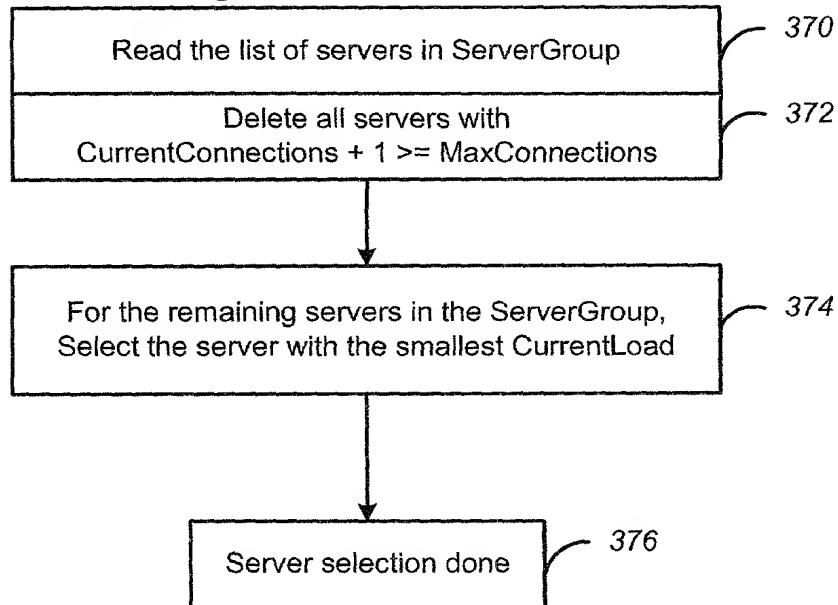 Read the list of servers in ServerGroup
370
Delete all servers with
CurrentConnections + 1 >= MaxConnections
372
For the remaining servers in the ServerGroup,
Select the server with the smallest CurrentLoad
374
Server selection done
376